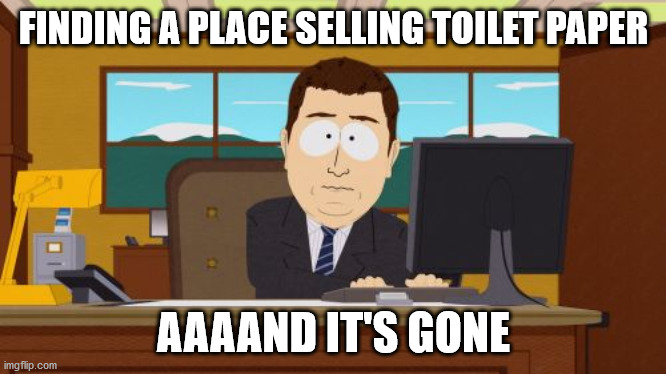 FINDING A PLACE SELLING TOILET PAPER
AAAAND IT'S GONE
imgflip.com